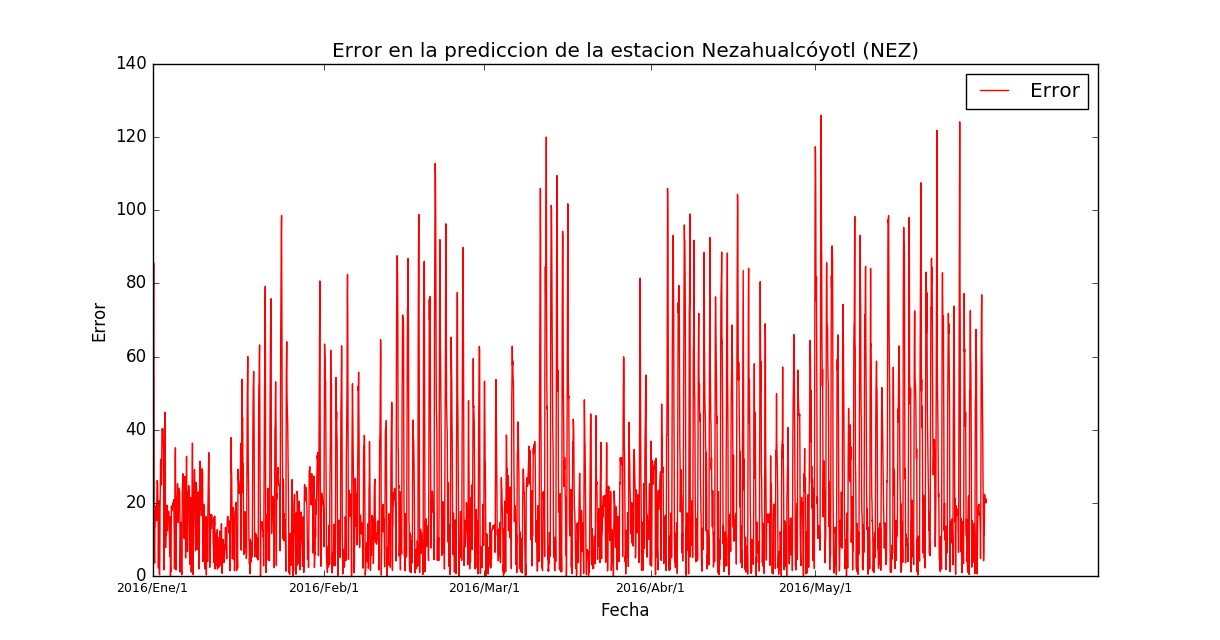 Error en la prediccion de la estacion Nezahualcóyotl (NEZ)
Error
140
120
100
80
60
40
20
0
Error
2016/Ene/1
2016/Feb/1
2016/Mar/1
2016/Abr/1
2016/May/1
Fecha